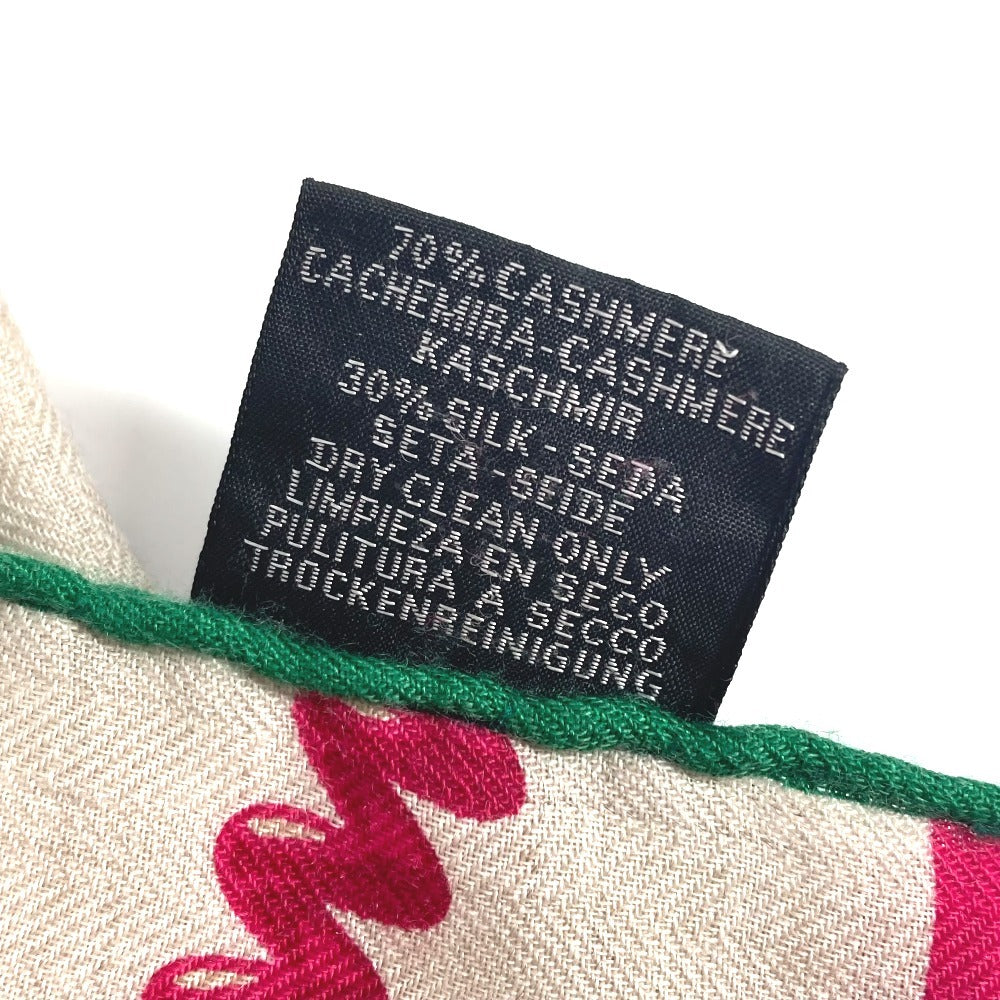 70% CASHMERE
CACHEMIRA-CASHMERE
KASCHMIR
30% SILK-SEDA
SETA-SEIDE
DRY CLEAN ONLY
LIMPIEZA EN SECO
PULITURA A SECCO
TROCKENREINIGUNG